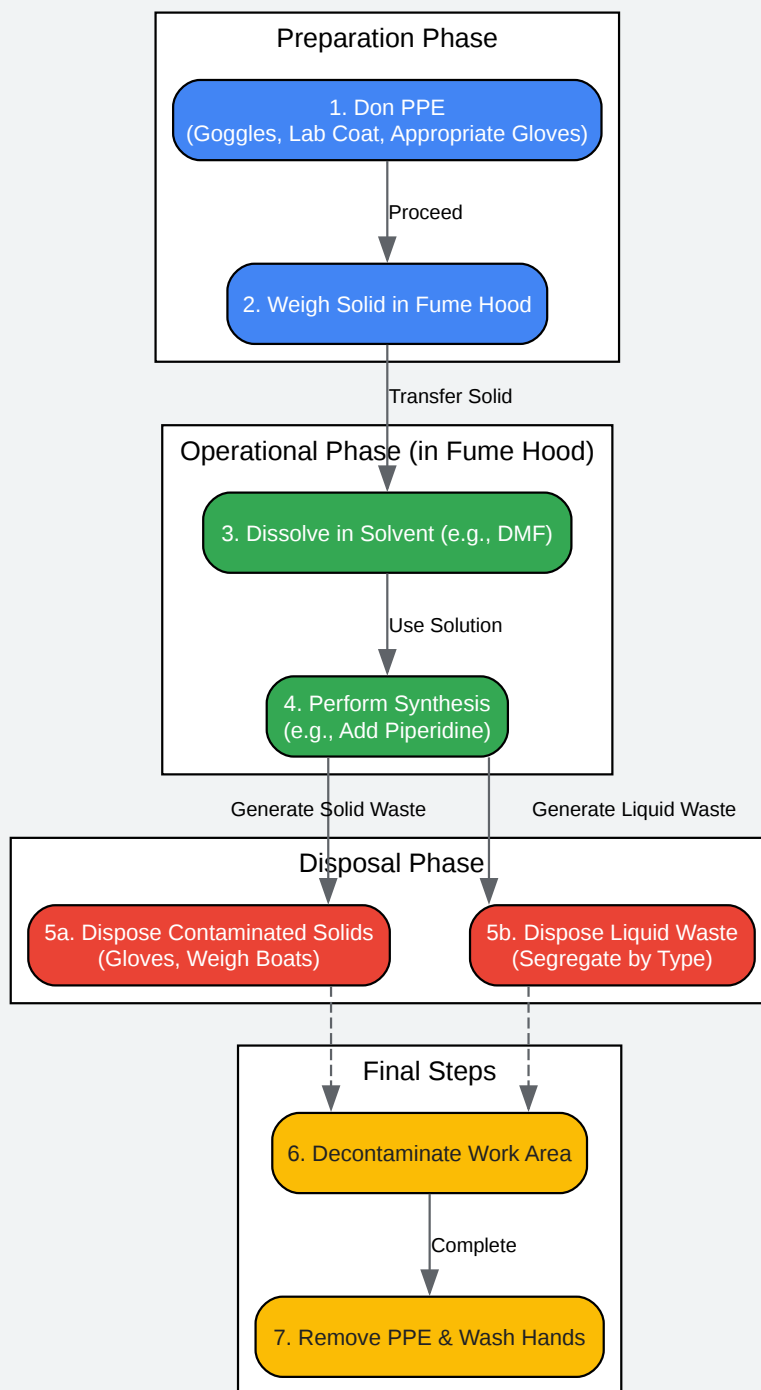 Preparation Phase
1. Don PPE
(Goggles, Lab Coat, Appropriate Gloves)
Proceed
2. Weigh Solid in Fume Hood
Transfer Solid
Operational Phase (in Fume Hood)
3. Dissolve in Solvent (e.g., DMF)
Use Solution
4. Perform Synthesis
(e.g., Add Piperidine)
Generate Solid Waste
Generate Liquid Waste
Disposal Phase
5a. Dispose Contaminated Solids
(Gloves, Weigh Boats)
5b. Dispose Liquid Waste
(Segregate by Type)
Final Steps
6. Decontaminate Work Area
Complete
7. Remove PPE & Wash Hands